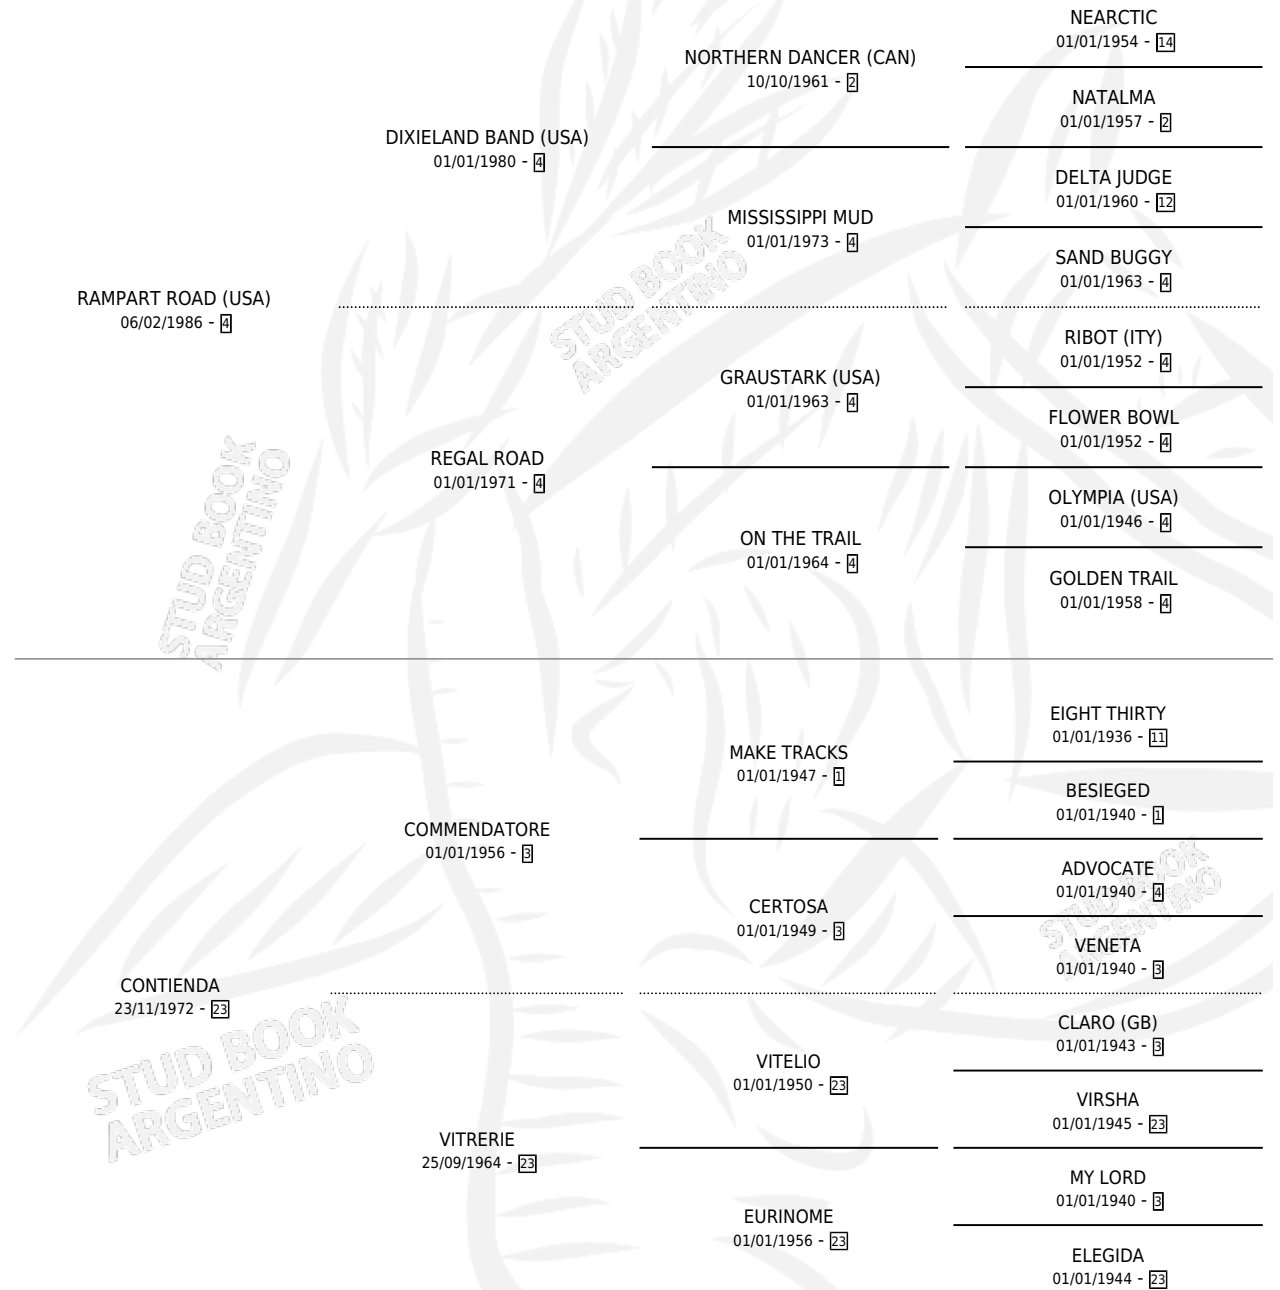 NEARCTIC
01/01/1954 - 14
NORTHERN DANCER (CAN)
10/10/1961 - 2
NATALMA
01/01/1957 - 2
DIXIELAND BAND (USA)
01/01/1980 - 4
DELTA JUDGE
01/01/1960 - 12
MISSISSIPPI MUD
01/01/1973 - 4
SAND BUGGY
01/01/1963 - 4
RAMPART ROAD (USA)
06/02/1986 - 4
RIBOT (ITY)
01/01/1952 - 4
GRAUSTARK (USA)
01/01/1963 - 4
FLOWER BOWL
01/01/1952 - 4
REGAL ROAD
01/01/1971 - 4
OLYMPIA (USA)
01/01/1946 - 4
ON THE TRAIL
01/01/1964 - 4
GOLDEN TRAIL
01/01/1958 - 4
EIGHT THIRTY
01/01/1936 - 11
MAKE TRACKS
01/01/1947 - 1
BESIEGED
01/01/1940 - 1
COMMENDATORE
01/01/1956 - 3
ADVOCATE
01/01/1940 - 4
CERTOSA
01/01/1949 - 3
VENETA
01/01/1940 - 3
CONTIENDA
23/11/1972 - 23
CLARO (GB)
01/01/1943 - 3
VITELIO
01/01/1950 - 23
VIRSHA
01/01/1945 - 23
VITRERIE
25/09/1964 - 23
MY LORD
01/01/1940 - 3
EURINOME
01/01/1956 - 23
ELEGIDA
01/01/1944 - 23
STUD BOOK
ARGENTINO
STUD BOOK
ARGENTINO
STUD BOOK
ARGENTINO
STUD BOOK
ARGENTINO